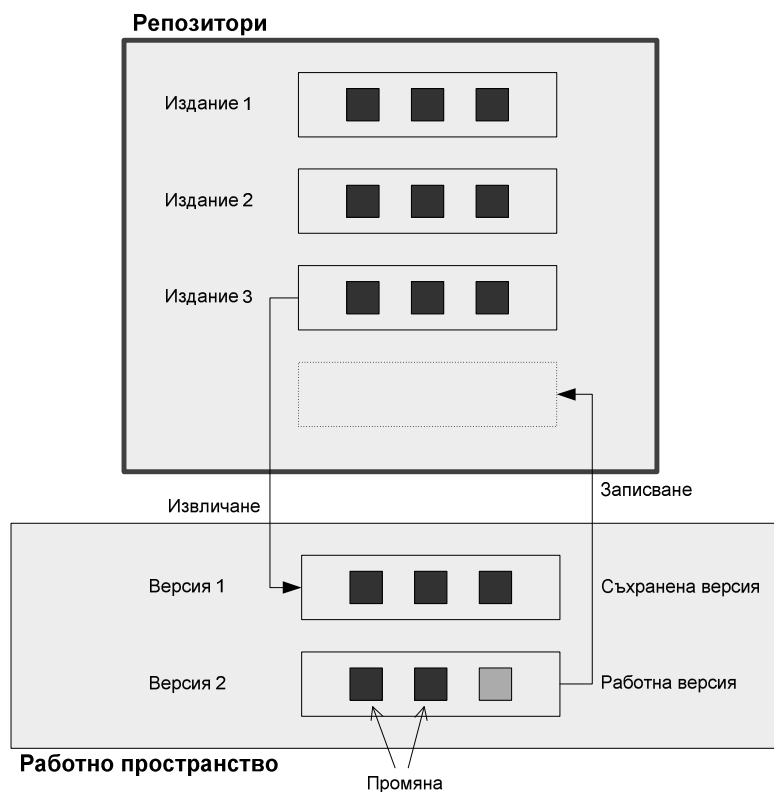 Репозитори
Издание 1
Издание 2
Издание 3
Извличане
Записване
Версия 1
Съхранена версия
Версия 2
Работна версия
Работно пространство
Промяна